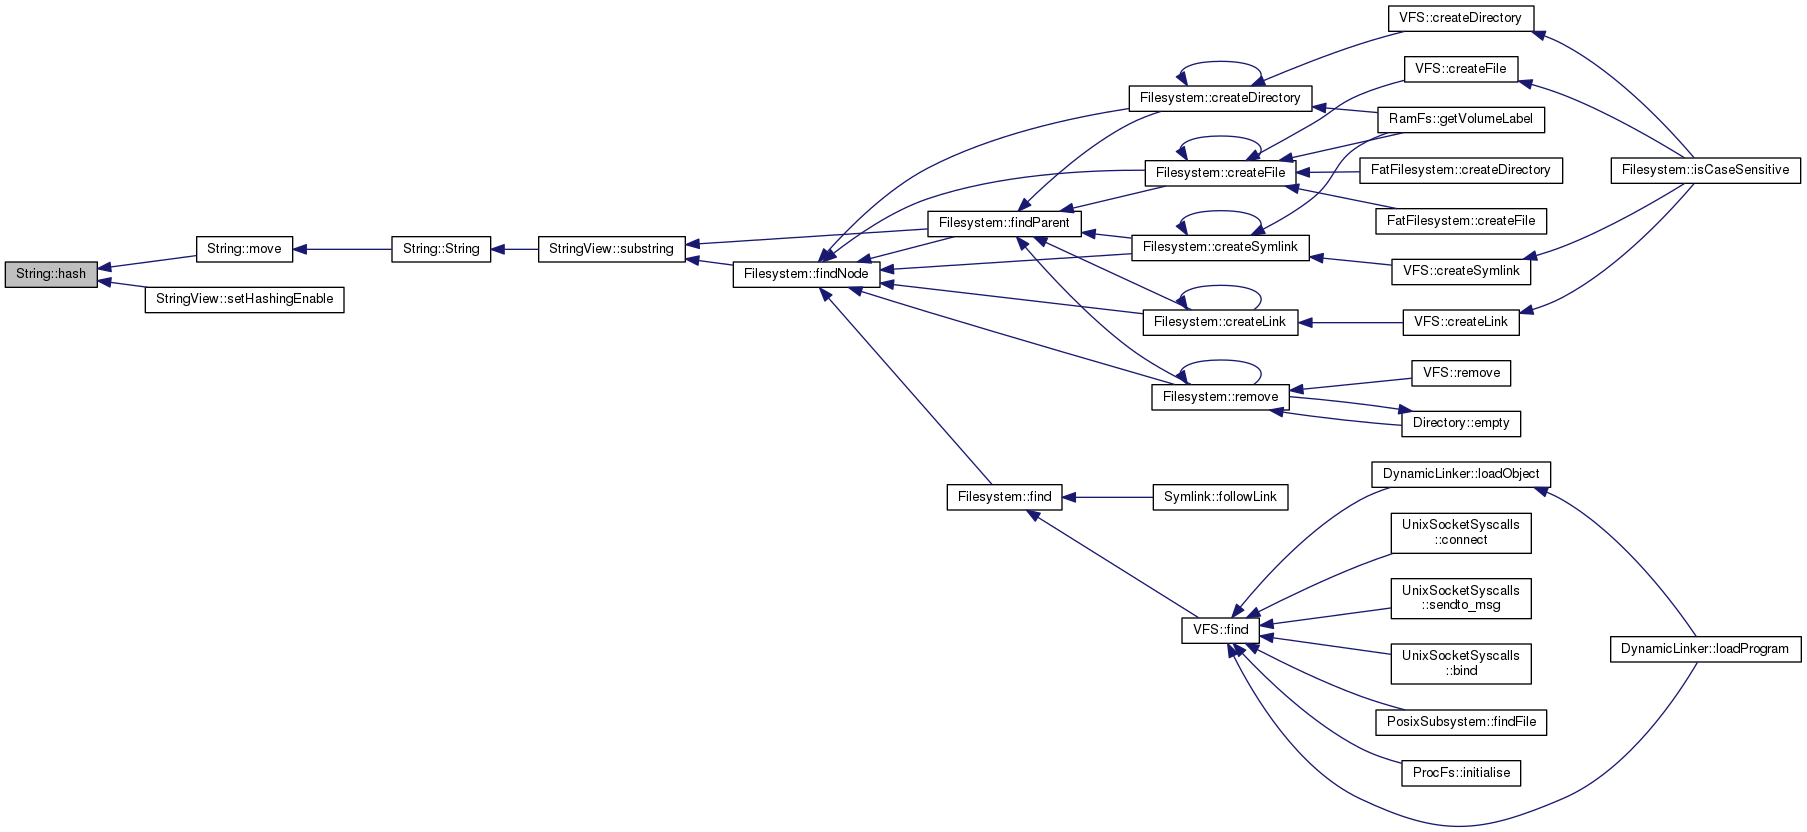 VFS::createDirectory
VFS::createFile
Filesystem::createDirectory
RamFs::getVolumeLabel
Filesystem::createFile
FatFilesystem::createDirectory
Filesystem::isCaseSensitive
Filesystem::findParent
FatFilesystem::createFile
String::move
String::String
StringView::substring
Filesystem::createSymlink
String::hash
Filesystem::findNode
VFS::createSymlink
StringView::setHashingEnable
Filesystem::createLink
VFS::createLink
VFS::remove
Filesystem::remove
Directory::empty
DynamicLinker::loadObject
Filesystem::find
Symlink::followLink
UnixSocketSyscalls
::connect
UnixSocketSyscalls
::sendto_msg
VFS::find
UnixSocketSyscalls
::bind
DynamicLinker::loadProgram
PosixSubsystem::findFile
ProcFs::initialise